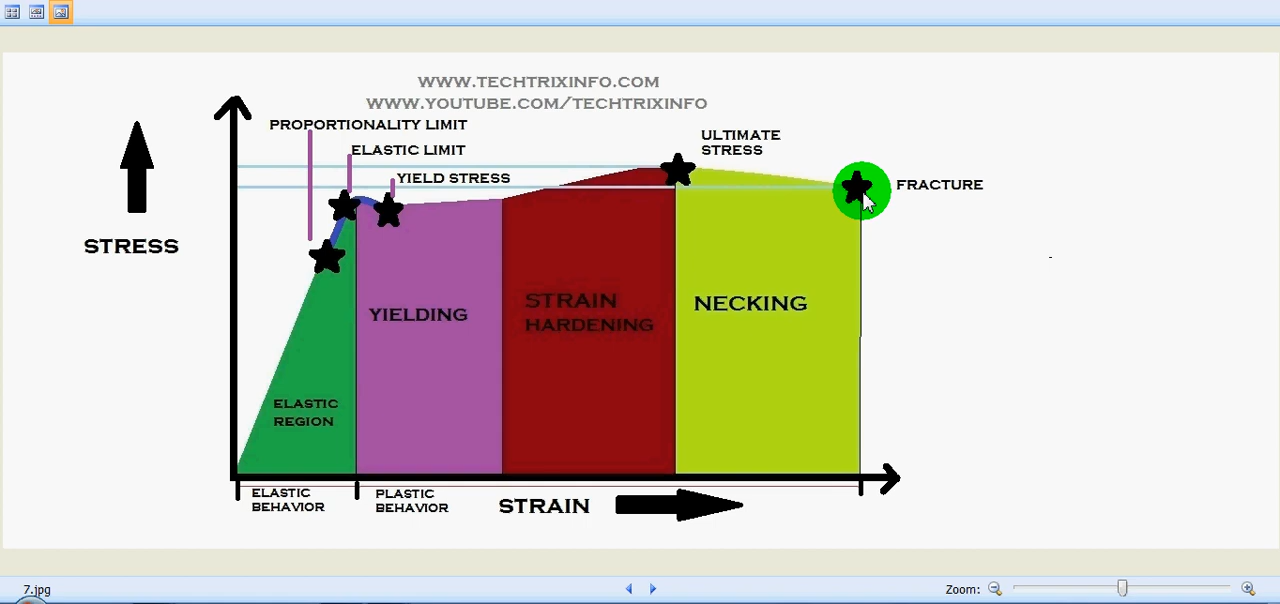 WWW.TECHTRIXINFO.COM
WWW.YOUTUBE.COM/TECHTRIXINFO
PROPORTIONALITY LIMIT
ELASTIC LIMIT
YIELD STRESS
ULTIMATE
STRESS
FRACTURE
STRESS
YIELDING
STRAIN
HARDENING
NECKING
ELASTIC
REGION
ELASTIC
BEHAVIOR
PLASTIC
BEHAVIOR
STRAIN
7.jpg
Zoom: